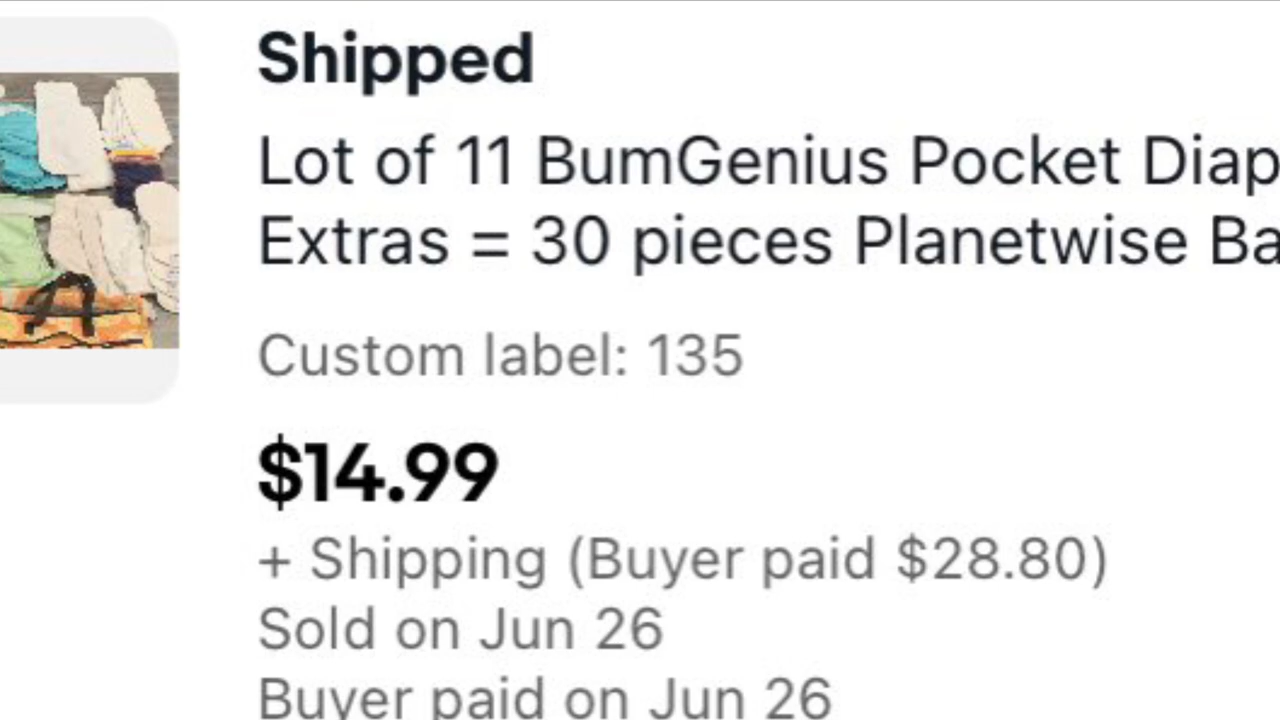 Shipped
Lot of 11 BumGenius Pocket Diap
Extras = 30 pieces Planetwise Ba
Custom label: 135
$14.99
+ Shipping (Buyer paid $28.80)
Sold on Jun 26
Buyer paid on Jun 26